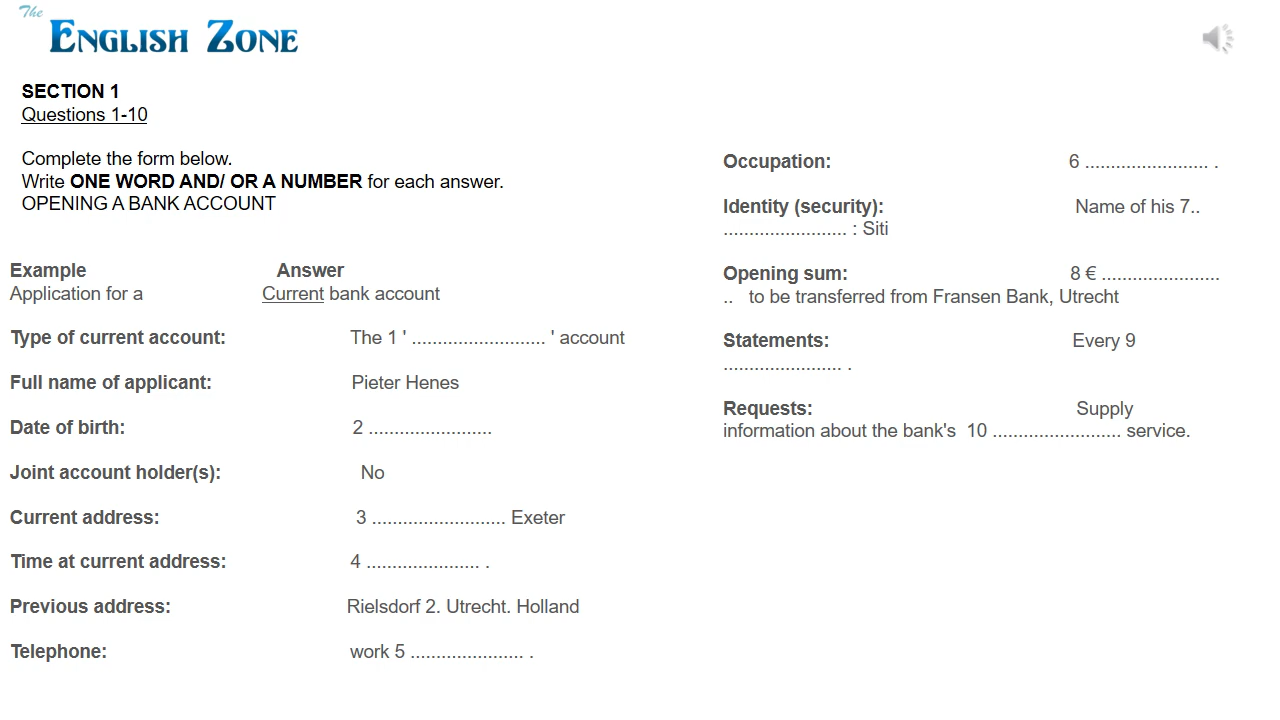 The
ENGLISH ZONE
SECTION 1
Questions 1-10
Complete the form below.
Write ONE WORD AND/ OR A NUMBER for each answer.
OPENING A BANK ACCOUNT
Example Answer
Application for a Current bank account
Type of current account: The 1 ' .......................... ' account
Full name of applicant: Pieter Henes
Date of birth: 2 ........................
Joint account holder(s): No
Current address: 3 .......................... Exeter
Time at current address: 4 ...................... .
Previous address: Rielsdorf 2. Utrecht. Holland
Telephone: work 5 ...................... .
Occupation: 6 ........................ .
Identity (security): Name of his 7..
........................ : Siti
Opening sum: 8 € .......................
.. to be transferred from Fransen Bank, Utrecht
Statements: Every 9
....................... .
Requests: Supply
information about the bank's 10 ......................... service.